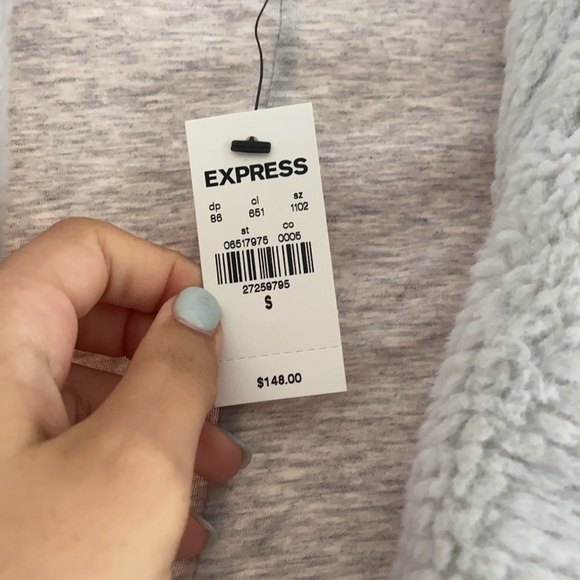 EXPRESS
dp cl sz
86 651 1102
st co
06517975 0005
27259795
$
$148.00